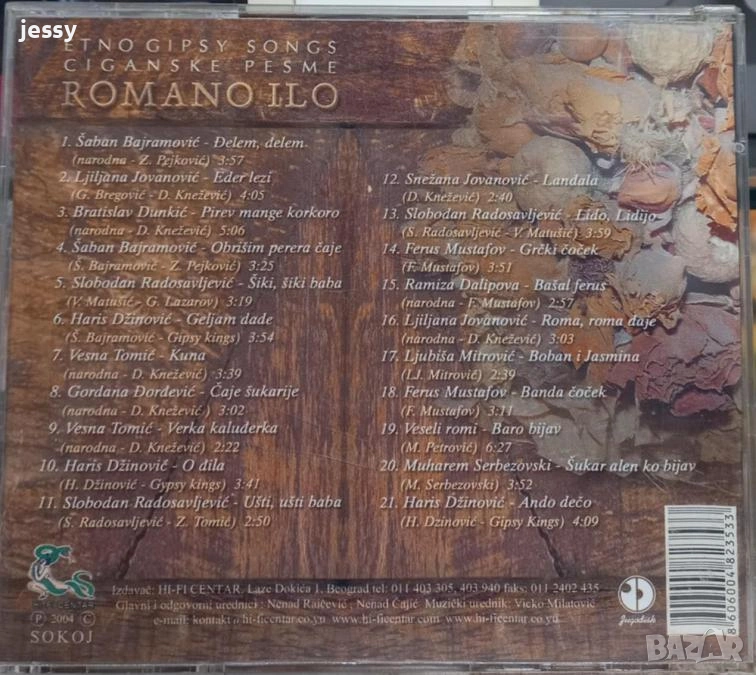 jessy
ETNO GIPSY SONGS
CIGANSKE PESME
ROMANO ILO
1. Šaban Bajramović - Đelem, đelem
(narodna - Z. Pejković) 3:57
2. Ljiljana Jovanović - Eđerlezi
(G. Bregović - D. Knežević) 4:05
3. Bratislav Dunkić - Pirev mange korkoro
(narodna - D. Knežević) 5:06
4. Šaban Bajramović - Obrišim perera čaje
(Š. Bajramović - Z. Pejković) 3:25
5. Slobodan Radosavljević - Šiki, šiki baba
(V. Matušić - G. Lazarov) 3:19
6. Haris Džinović - Geljam dade
(Š. Bajramović - Gipsy kings) 3:54
7. Vesna Tomić - Kuna
(narodna - D. Knežević) 3:39
8. Gordana Đorđević - Čaje šukarije
(narodna - D. Knežević) 3:02
9. Vesna Tomić - Verka kaluđerka
(narodna - D. Knežević) 2:22
10. Haris Džinović - O dila
(H. Džinović - Gypsy kings) 3:41
11. Slobodan Radosavljević - Ušti, ušti baba
(S. Radosavljević - Z. Tomić) 2:50
12. Snežana Jovanović - Lanđala
(D. Knežević) 2:40
13. Slobodan Radosavljević - Lido, Lidijo
(S. Radosavljević - V. Matušić) 3:59
14. Ferus Mustafov - Grčki čoček
(F. Mustafov) 3:51
15. Ramiza Dalipova - Bašal ferus
(narodna - F. Mustafov) 2:57
16. Ljiljana Jovanović - Roma, roma daje
(narodna - D. Knežević) 3:03
17. Ljubiša Mitrović - Boban i Jasmina
(LJ. Mitrović) 2:39
18. Ferus Mustafov - Banda čoček
(F. Mustafov) 3:11
19. Veseli romi - Baro bijav
(M. Petrović) 6:27
20. Muharem Serbezovski - Šukar alen ko bijav
(M. Serbezovski) 3:52
21. Haris Džinović - Ando dečo
(H. Dzinović - Gipsy Kings) 4:09
HI-FI CENTAR
P 2004 C
SOKOJ
Izdavač: HI-FI CENTAR, Laze Dokića 1, Beograd tel: 011 403 305, 403 940 faks: 011 2402 435
Glavni i odgovorni urednici : Nenad Raičević , Nenad Čajić Muzički urednik: Vicko Milatović
e-mail: kontakt@hi-ficentar.co.yu www.hi-ficentar.com www.hi-ficentar.co.yu
Jugodisk
8606004823533
BAZAR